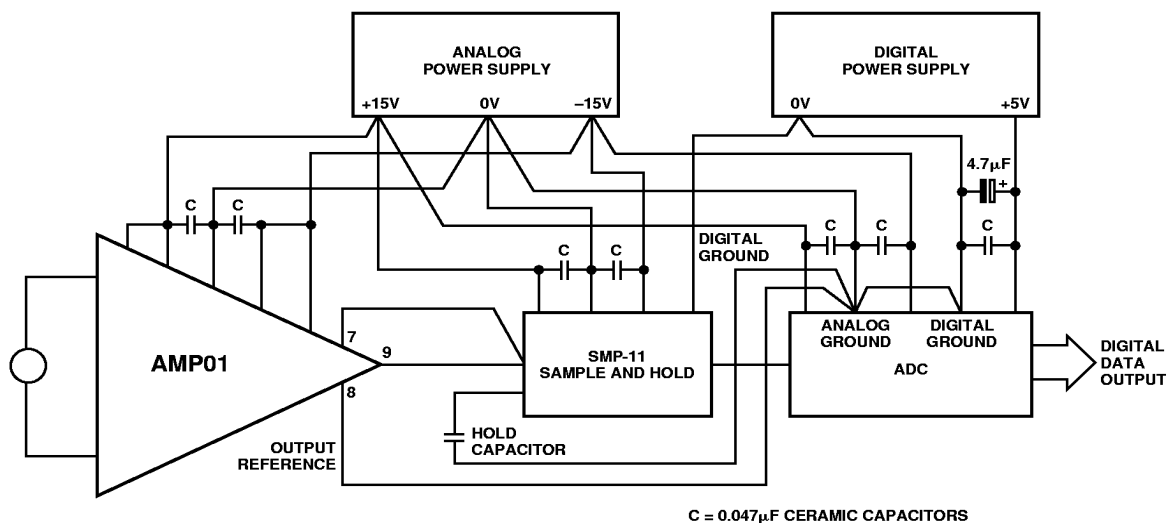 ANALOG
POWER SUPPLY
+15V 0V –15V
DIGITAL
POWER SUPPLY
0V +5V
4.7µF
+
C C
C C
DIGITAL
GROUND
C C
C
AMP01
7
9
8
OUTPUT
REFERENCE
HOLD
CAPACITOR
SMP-11
SAMPLE AND HOLD
ANALOG
GROUND
DIGITAL
GROUND
ADC
DIGITAL
DATA
OUTPUT
C = 0.047µF CERAMIC CAPACITORS